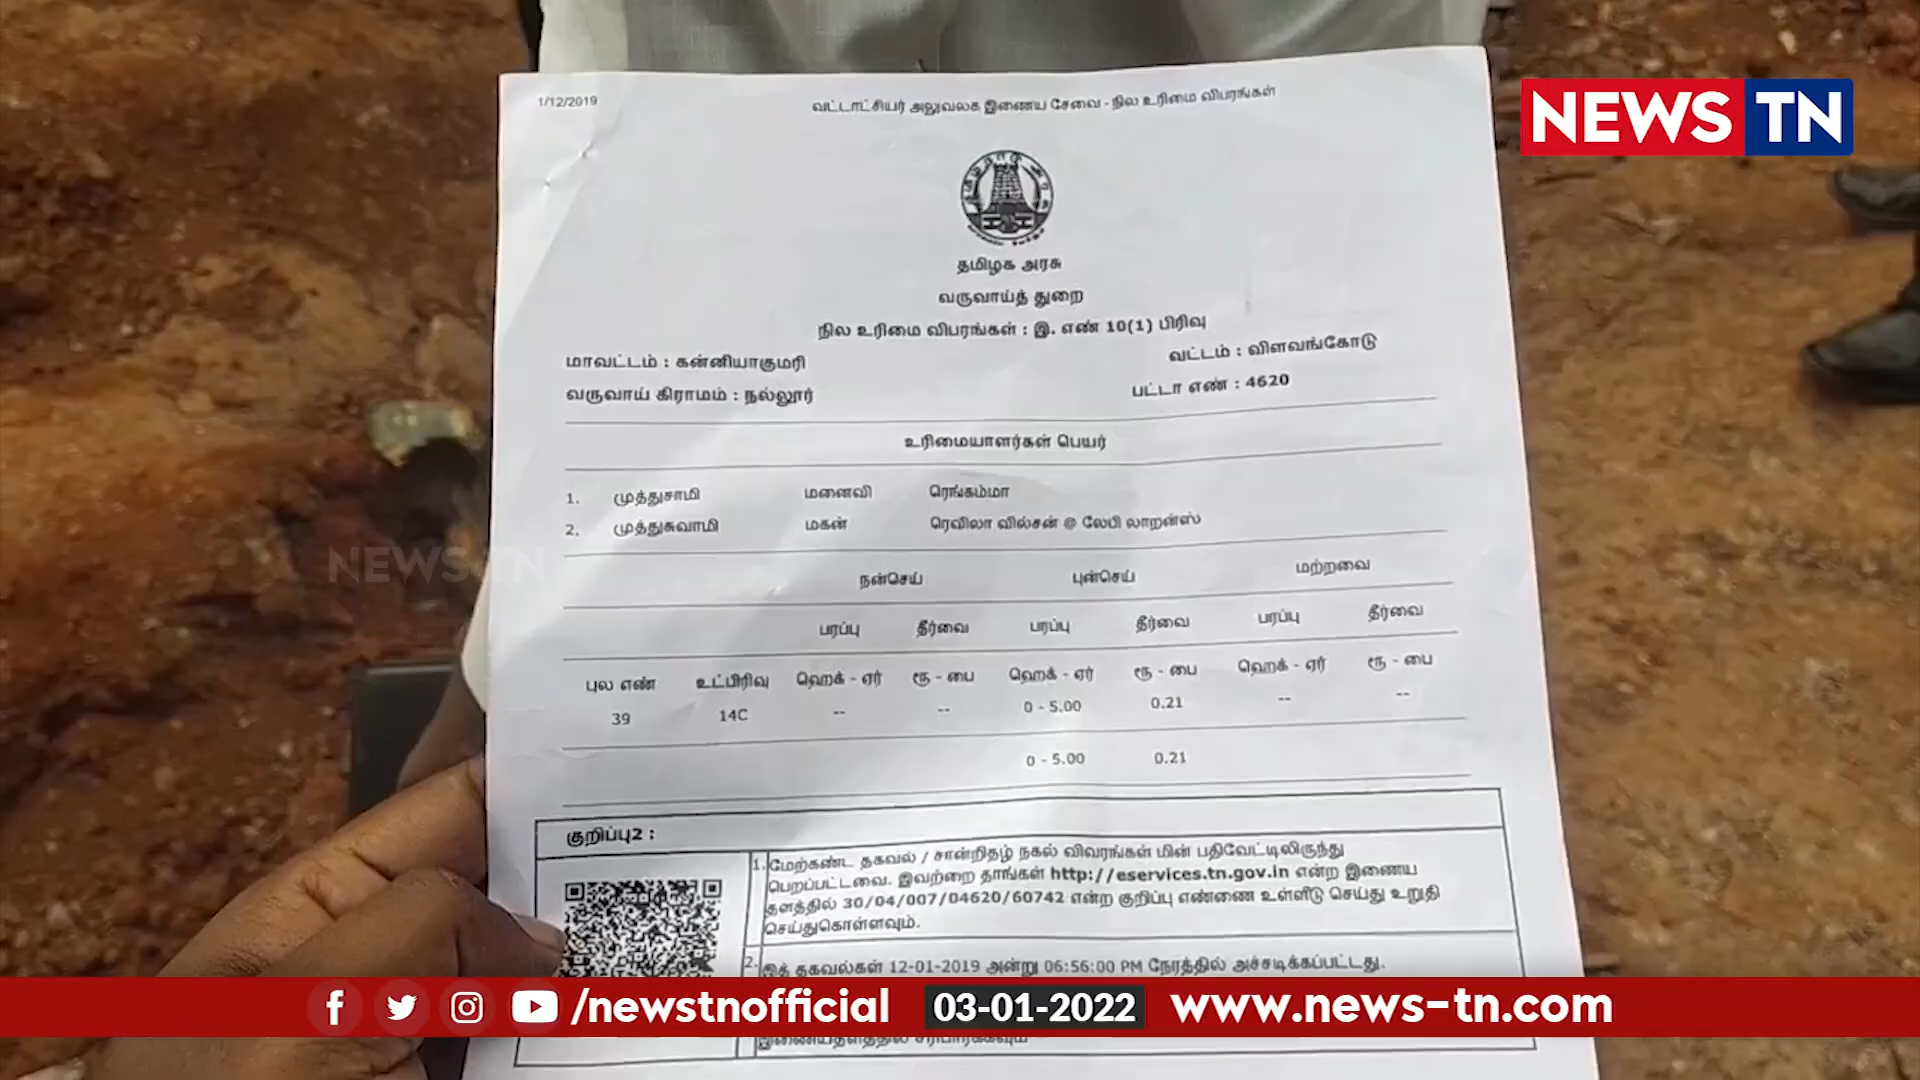 NEWS TN
1/12/2019
வட்டாட்சியர் அலுவலக இணைய சேவை - நில உரிமை விபரங்கள்
தமிழக அரசு
வருவாய்த் துறை
நில உரிமை விபரங்கள் : இ. எண் 10(1) பிரிவு
மாவட்டம் : கன்னியாகுமரி
வட்டம் : விளவங்கோடு
வருவாய் கிராமம் : நல்லூர்
பட்டா எண் : 4620
உரிமையாளர்கள் பெயர்
1. முத்துசாமி மனைவி ரெங்கம்மா
2. முத்துசுவாமி மகன் ரெவிலா வில்சன் @ லேபி லாறன்ஸ்
NEWS TN
நன்செய் புன்செய் மற்றவை
பரப்பு தீர்வை பரப்பு தீர்வை பரப்பு தீர்வை
புல எண் உட்பிரிவு ஹெக் - ஏர் ரூ - பை ஹெக் - ஏர் ரூ - பை ஹெக் - ஏர் ரூ - பை
39 14C -- -- 0 - 5.00 0.21 -- --
0 - 5.00 0.21
குறிப்பு2 :
1. மேற்கண்ட தகவல் / சான்றிதழ் நகல் விவரங்கள் மின் பதிவேட்டிலிருந்து
பெறப்பட்டவை. இவற்றை தாங்கள் http://eservices.tn.gov.in என்ற இணைய
தளத்தில் 30/04/007/04620/60742 என்ற குறிப்பு எண்ணை உள்ளீடு செய்து உறுதி
செய்துகொள்ளவும்.
2. இத் தகவல்கள் 12-01-2019 அன்று 06:56:00 PM நேரத்தில் அச்சடிக்கப்பட்டது.
/newstnofficial 03-01-2022 www.news-tn.com